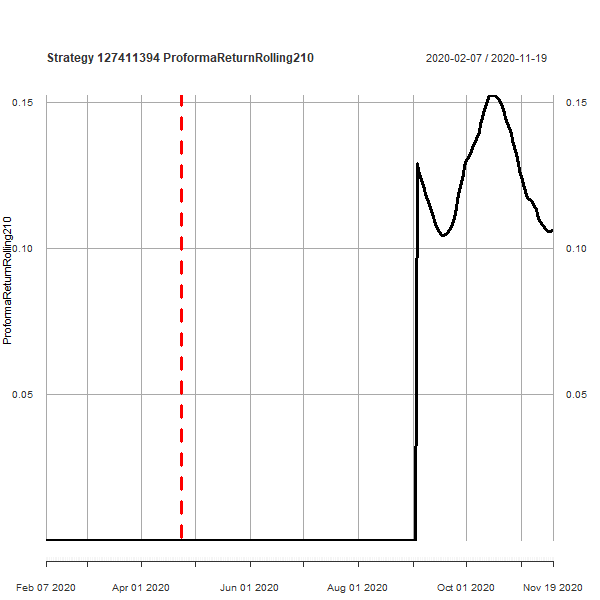 Strategy 127411394 ProformaReturnRolling210
2020-02-07 / 2020-11-19
ProformaReturnRolling210
0.15
0.15
0.10
0.10
0.05
0.05
Feb 07 2020
Apr 01 2020
Jun 01 2020
Aug 01 2020
Oct 01 2020
Nov 19 2020